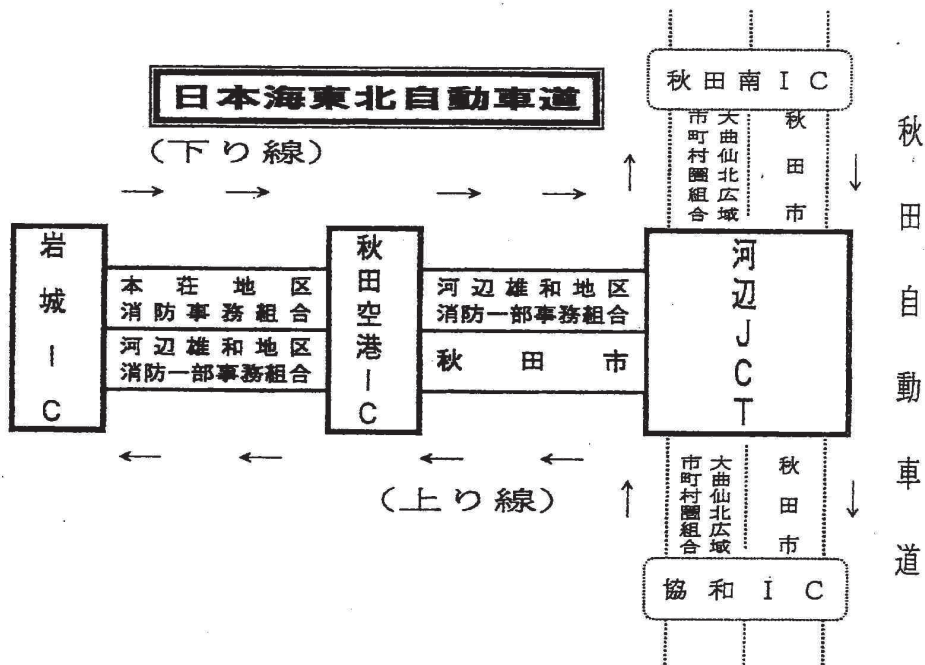 日本海東北自動車道
（下り線）
秋田南IC
大曲仙北広域
市町村圏組合
秋田市
秋田自動車道
岩城IC
本荘地区
消防事務組合
河辺雄和地区
消防一部事務組合
秋田空港IC
河辺雄和地区
消防一部事務組合
秋田市
河辺JCT
（上り線）
大曲仙北広域
市町村圏組合
秋田市
協和IC